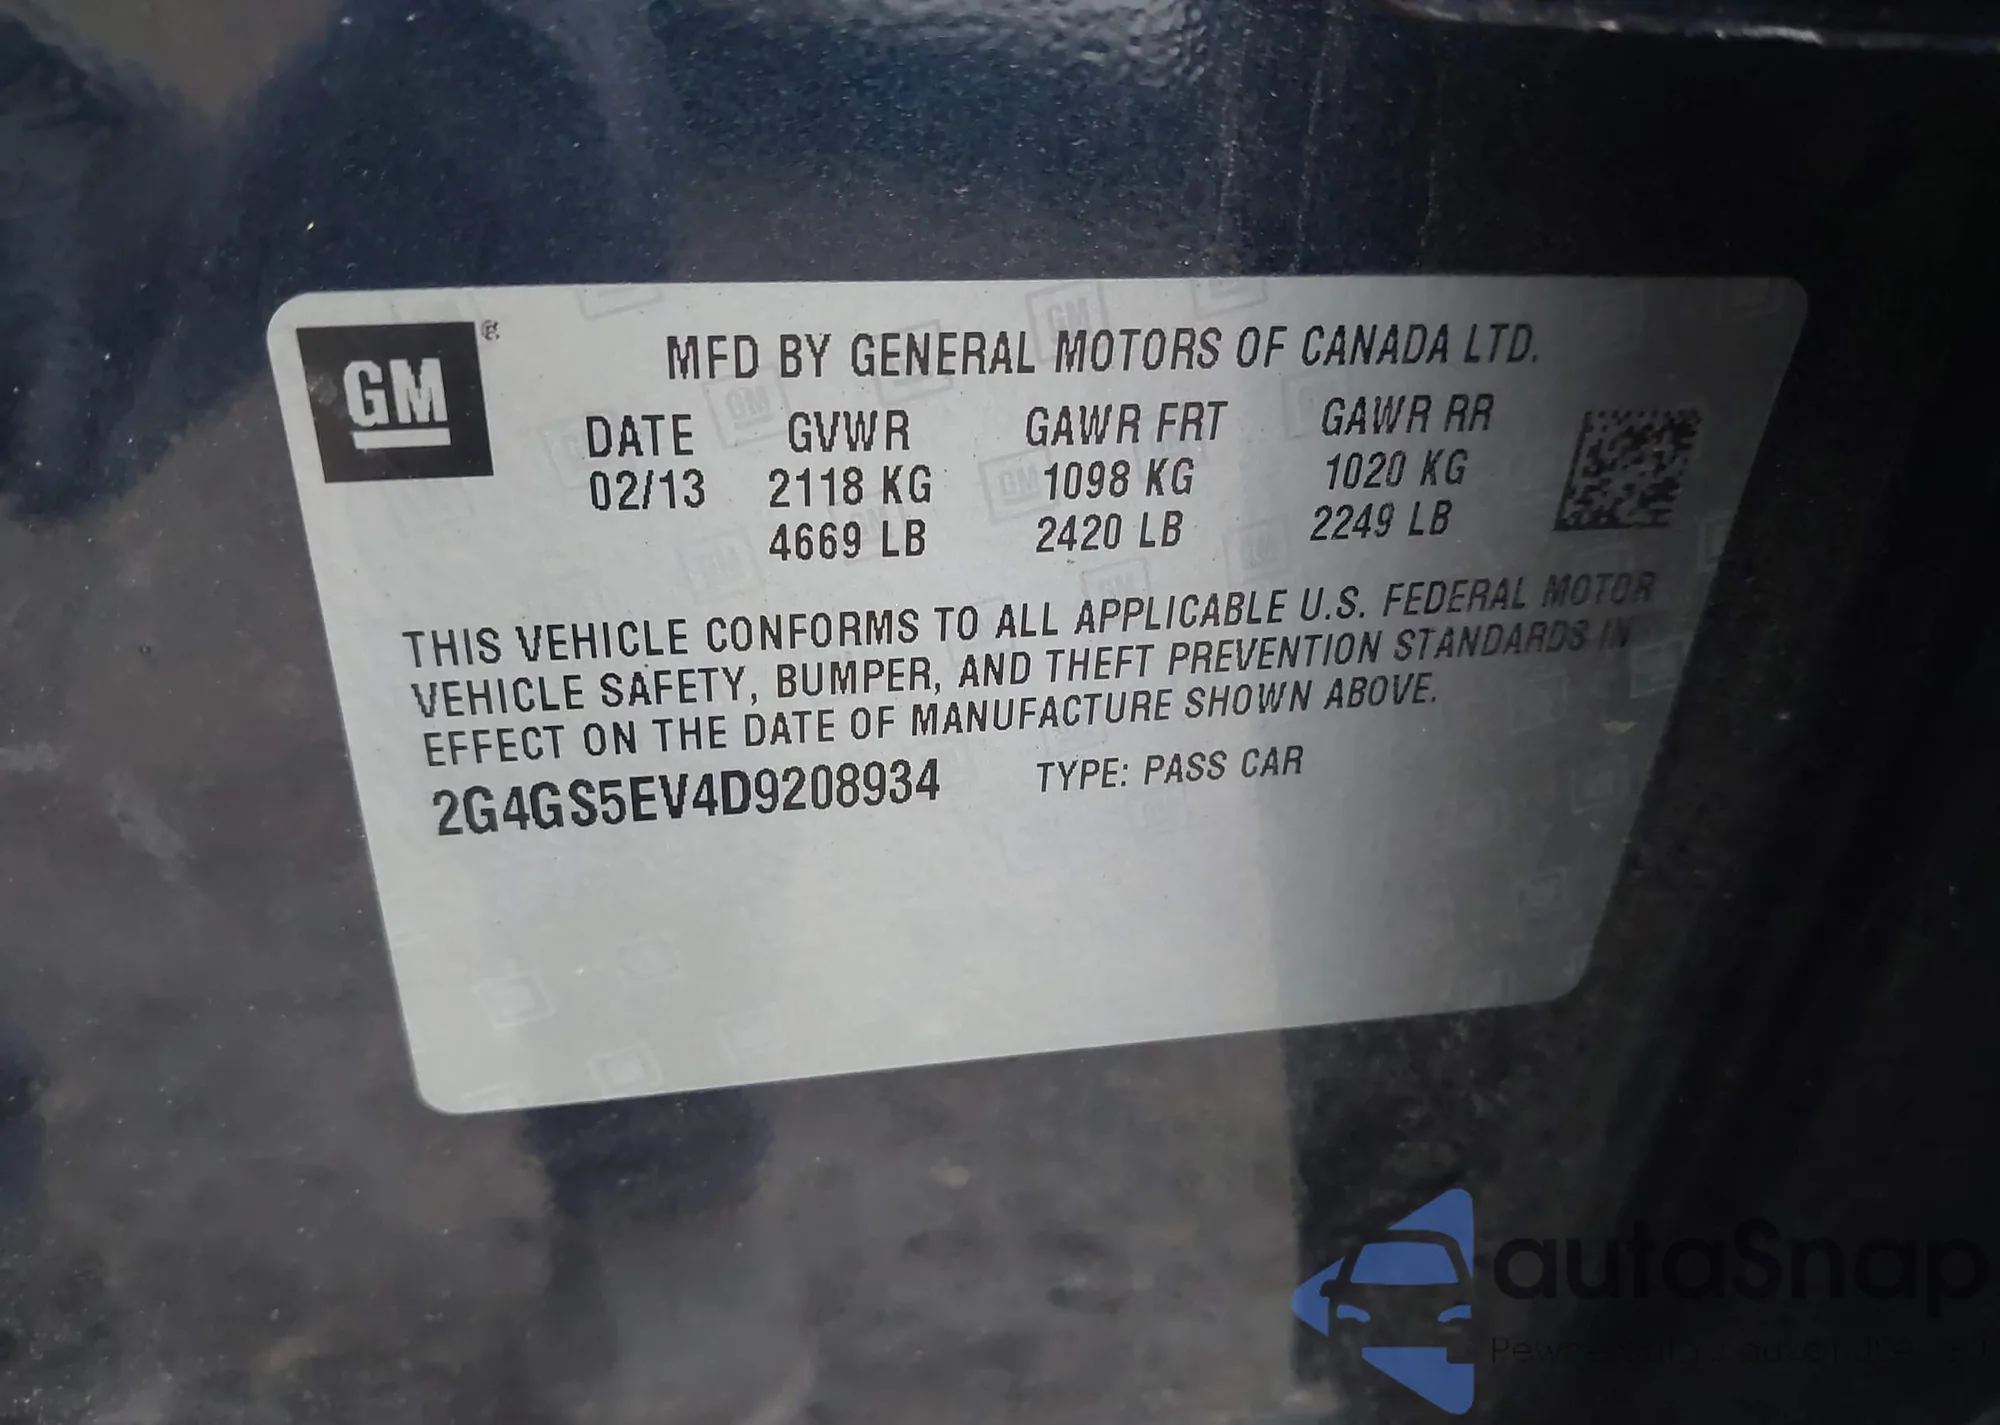 GM ®
MFD BY GENERAL MOTORS OF CANADA LTD.
DATE GVWR GAWR FRT GAWR RR
02/13 2118 KG 1098 KG 1020 KG
4669 LB 2420 LB 2249 LB
THIS VEHICLE CONFORMS TO ALL APPLICABLE U.S. FEDERAL MOTOR
VEHICLE SAFETY, BUMPER, AND THEFT PREVENTION STANDARDS IN
EFFECT ON THE DATE OF MANUFACTURE SHOWN ABOVE.
2G4GS5EV4D9208934 TYPE: PASS CAR
autaSnap